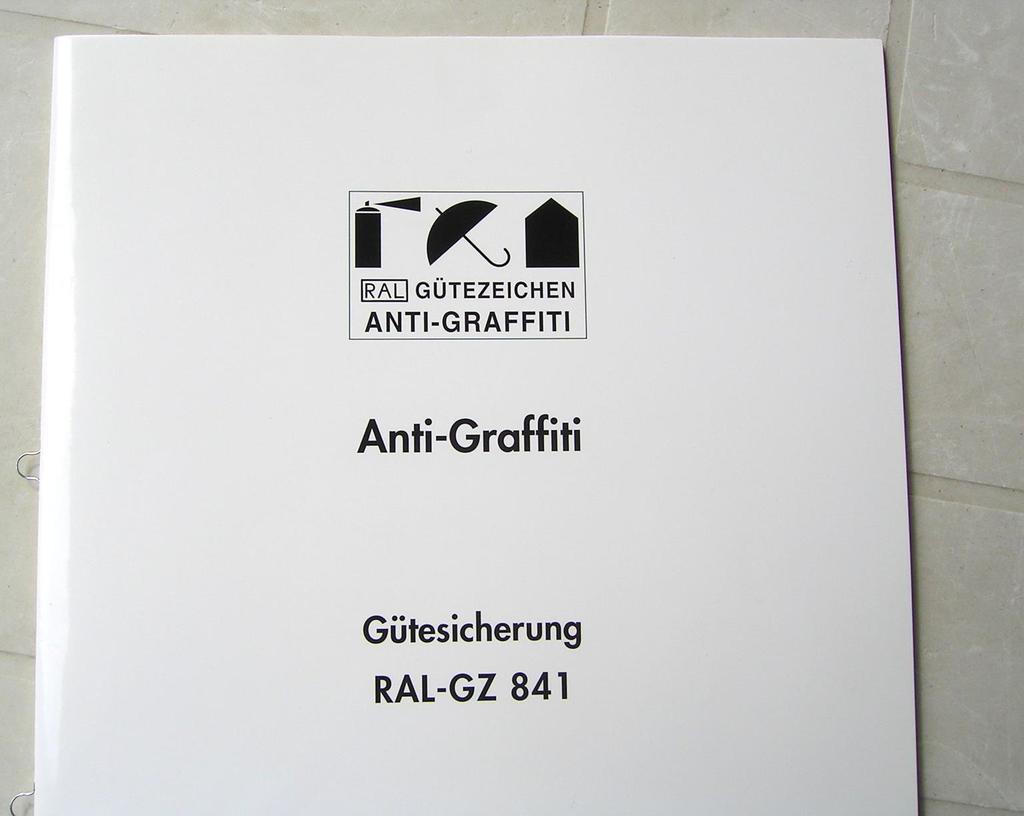 RAL GÜTEZEICHEN
ANTI-GRAFFITI
Anti-Graffiti
Gütesicherung
RAL-GZ 841